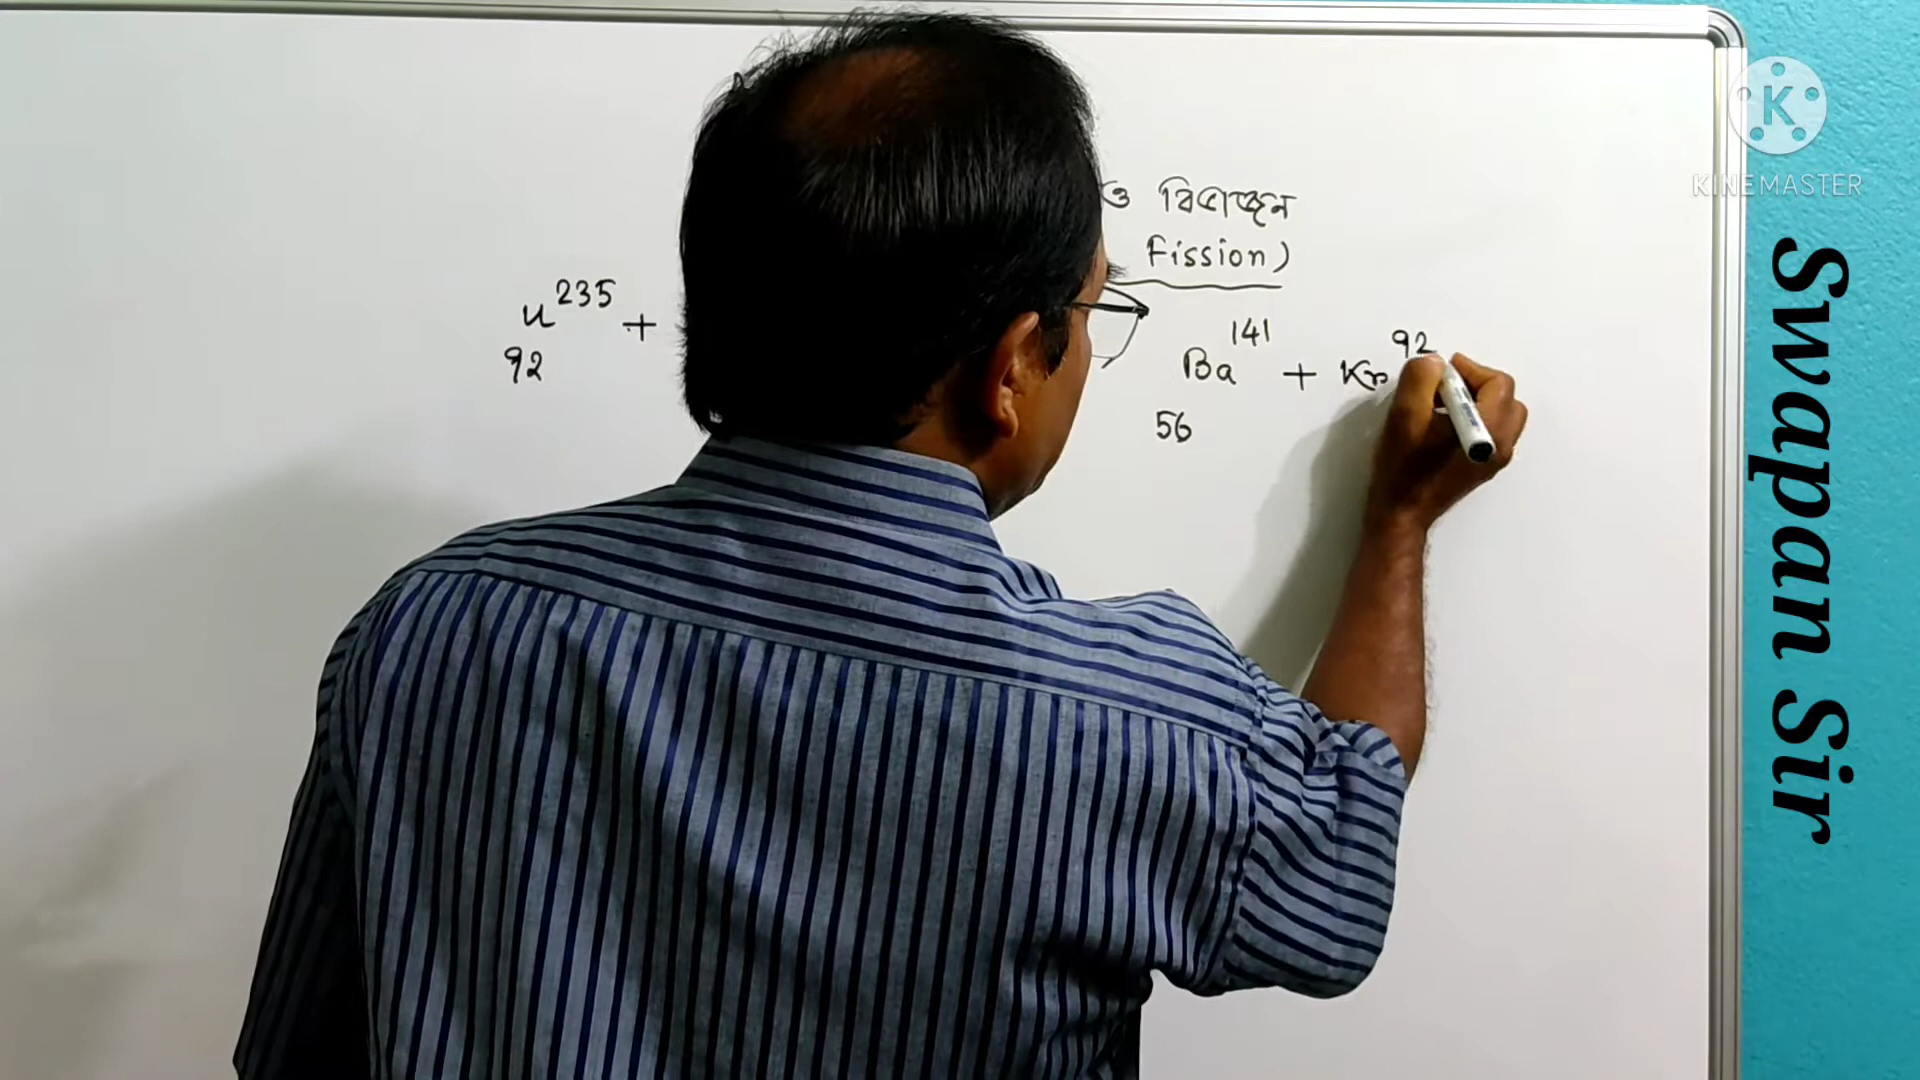 ও বিভাজন
Fission)
U²³⁵ +
92
Ba¹⁴¹ + Kr⁹²
56
KINEMASTER
Swapan Sir